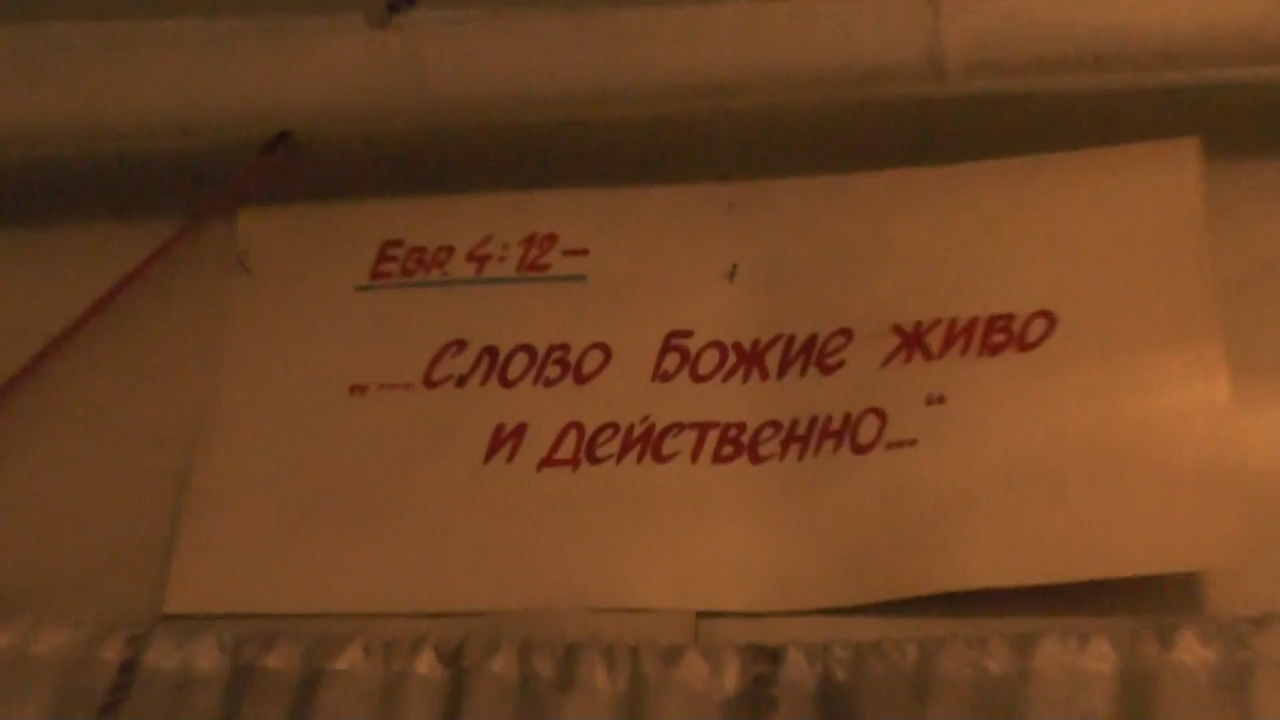 Евр. 4:12 –
„...Слово Божие живо
и действенно...“